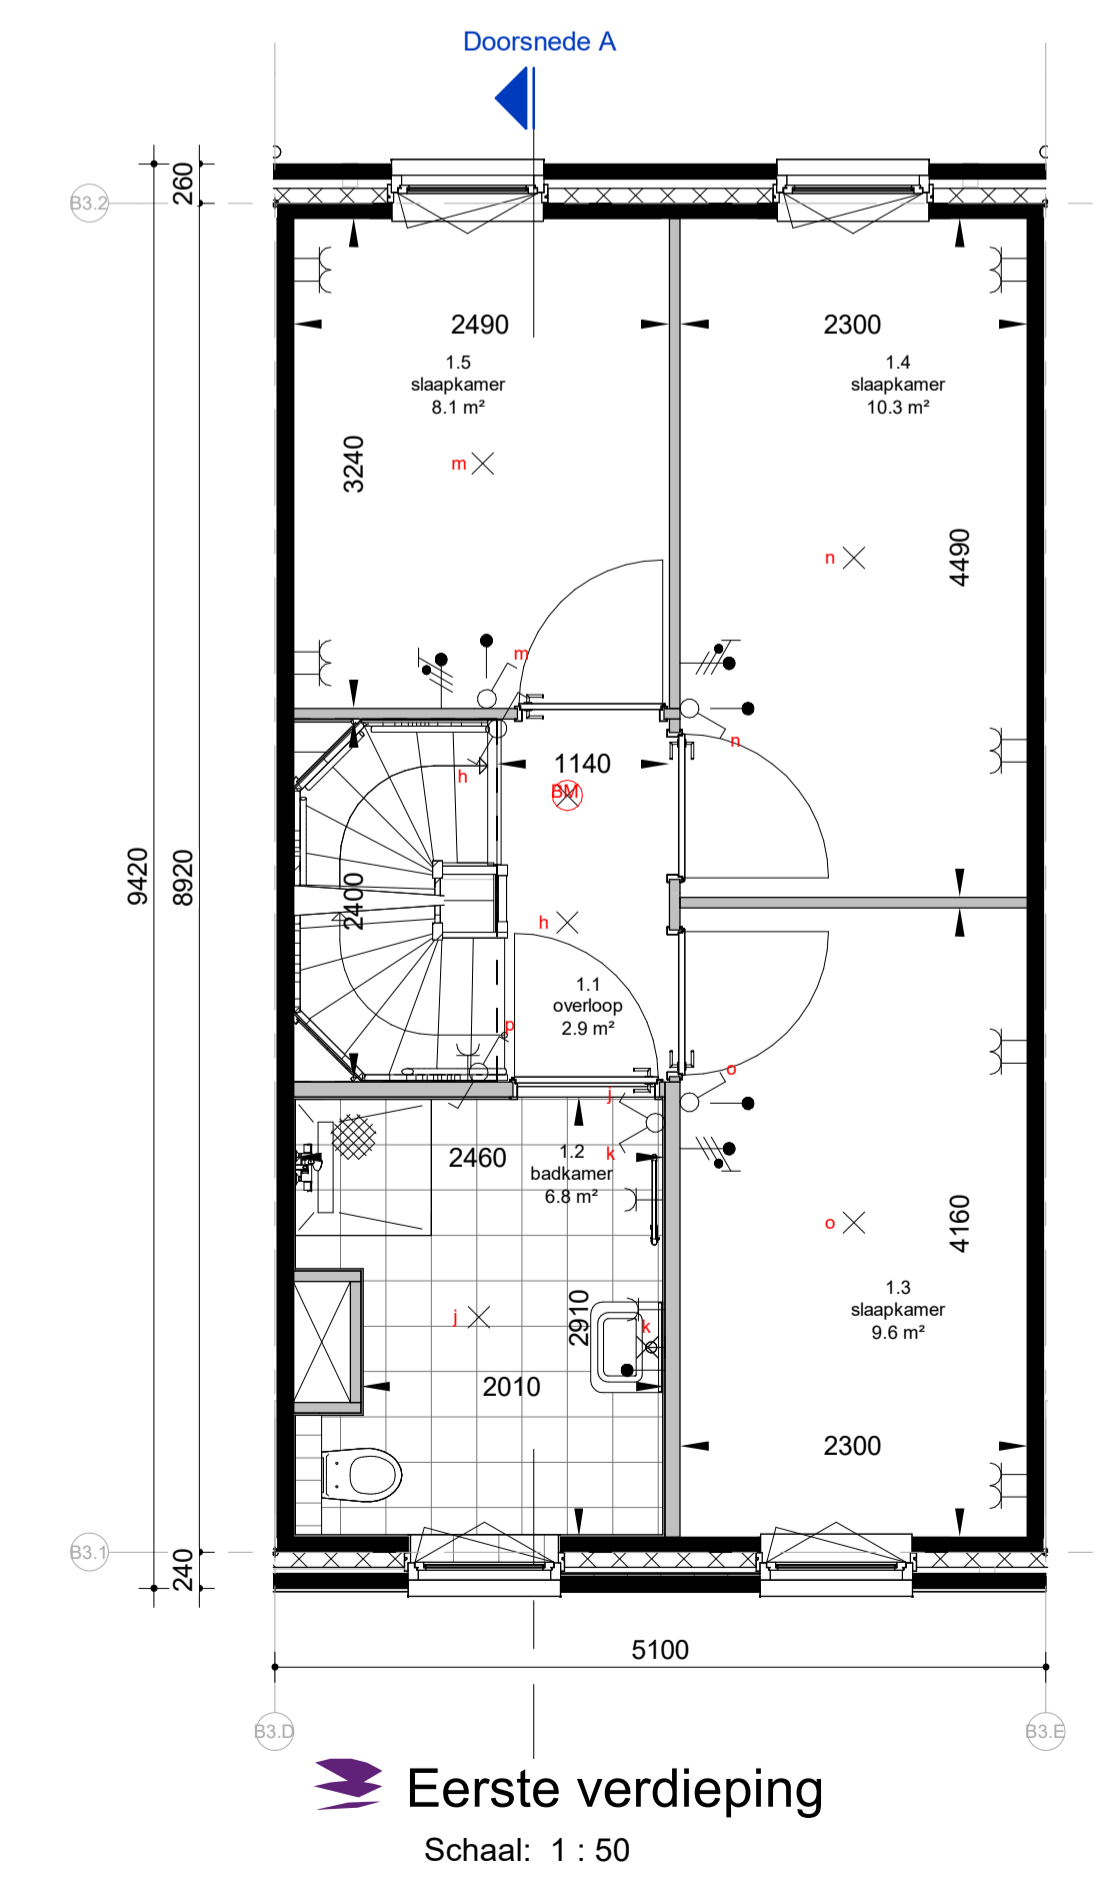 Doorsnede A
260
B3.2
2490
2300
1.5
slaapkamer
8.1 m²
1.4
slaapkamer
10.3 m²
3240
m
n
4490
m
n
h
1140
BM
9420
8920
2400
h
1.1
overloop
2.9 m²
p
o
j
k
2460
1.2
badkamer
6.8 m²
o
4160
j
2910
k
1.3
slaapkamer
9.6 m²
2010
2300
B3.1
240
5100
B3.D
B3.E
Eerste verdieping
Schaal: 1 : 50